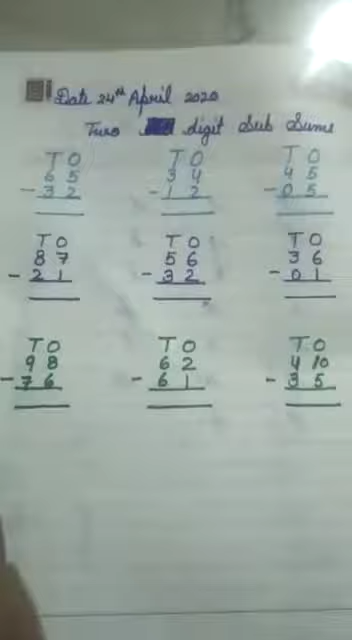 Date 24th April 2020
Two digit Sub Sums
T O T O T O
6 5 3 4 4 5
- 3 2 - 1 2 - 0 5
T O T O T O
8 7 5 6 3 6
- 2 1 - 3 2 - 0 1
T O T O T O
9 8 6 2 4 10
- 7 6 - 6 1 - 3 5